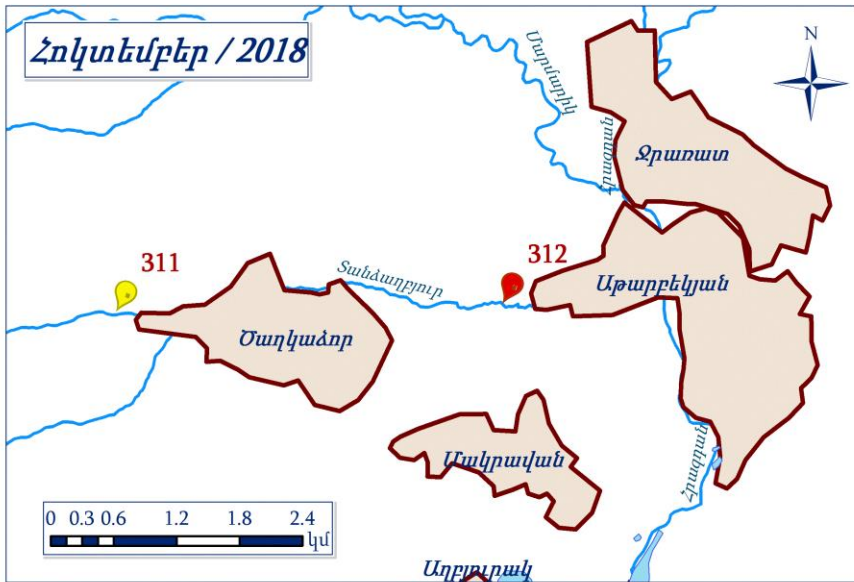 Հոկտեմբեր / 2018
N
Մարմարիկ
Հրազդան
Ջրառատ
311
Տանձաղբյուր
312
Աթարբեկյան
Ծաղկաձոր
Մակրավան
Հրազդան
0 0.3 0.6 1.2 1.8 2.4
կմ
Աղբյուրակ